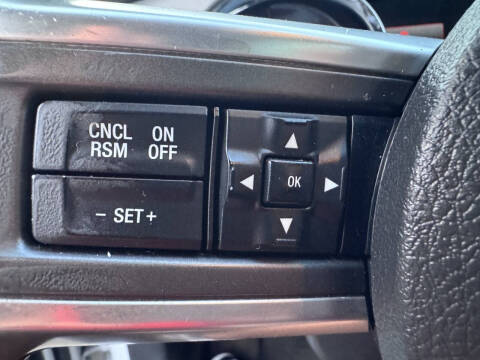 CNCL ON
RSM OFF
- SET +
OK